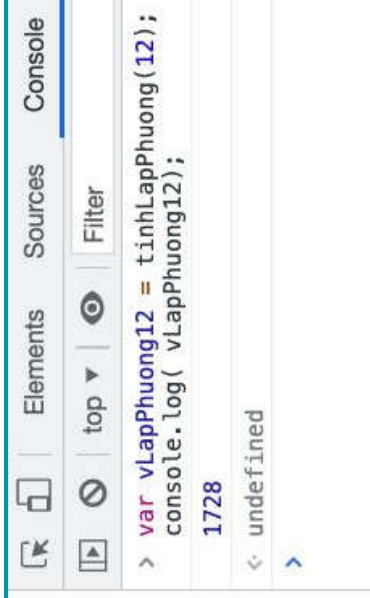 Elements Sources Console
top Filter
> var vLapPhuong12 = tinhLapPhuong(12);
console.log( vLapPhuong12);
1728
<· undefined
>